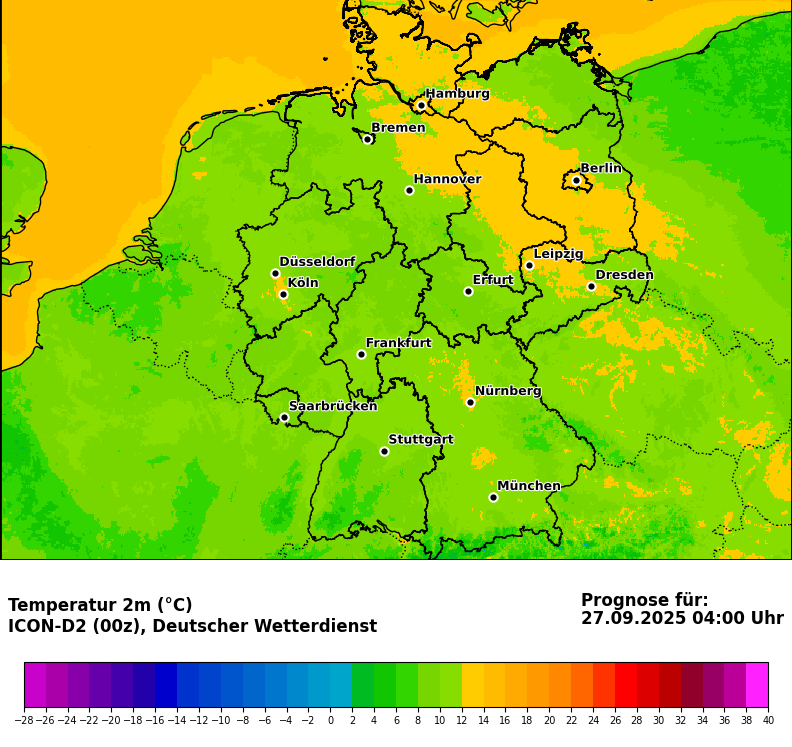 Hamburg
Bremen
Berlin
Hannover
Leipzig
Düsseldorf
Dresden
Köln
Erfurt
Frankfurt
Nürnberg
Saarbrücken
Stuttgart
München
Temperatur 2m (°C)
ICON-D2 (00z), Deutscher Wetterdienst
Prognose für:
27.09.2025 04:00 Uhr
−28 −26 −24 −22 −20 −18 −16 −14 −12 −10 −8 −6 −4 −2 0 2 4 6 8 10 12 14 16 18 20 22 24 26 28 30 32 34 36 38 40